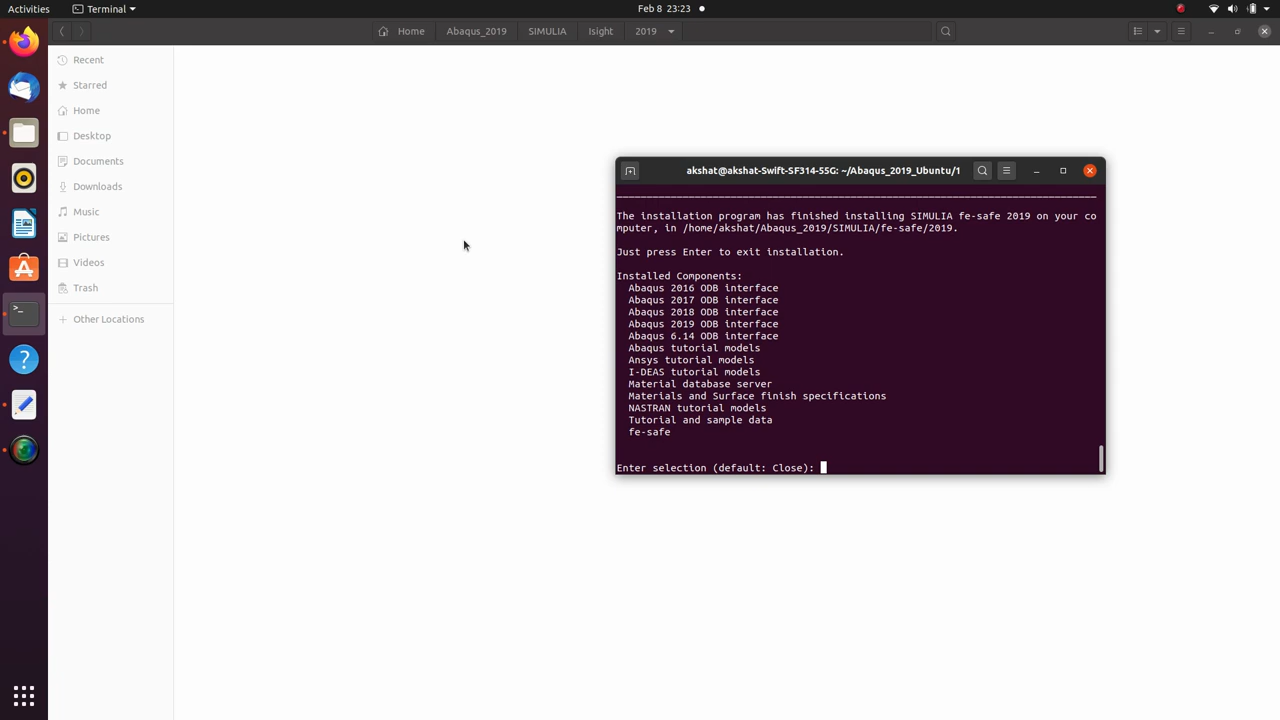 Activities
Terminal
Feb 8 23:23
Home
Abaqus_2019
SIMULIA
Isight
2019
Recent
Starred
Home
Desktop
Documents
Downloads
Music
Pictures
Videos
Trash
Other Locations
akshat@akshat-Swift-SF314-55G: ~/Abaqus_2019_Ubuntu/1
The installation program has finished installing SIMULIA fe-safe 2019 on your co
mputer, in /home/akshat/Abaqus_2019/SIMULIA/fe-safe/2019.
Just press Enter to exit installation.
Installed Components:
Abaqus 2016 ODB interface
Abaqus 2017 ODB interface
Abaqus 2018 ODB interface
Abaqus 2019 ODB interface
Abaqus 6.14 ODB interface
Abaqus tutorial models
Ansys tutorial models
I-DEAS tutorial models
Material database server
Materials and Surface finish specifications
NASTRAN tutorial models
Tutorial and sample data
fe-safe
Enter selection (default: Close):